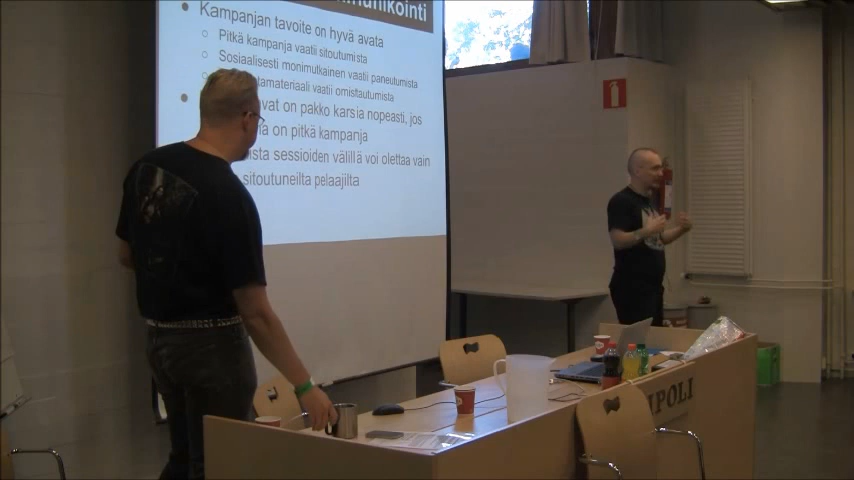 Kampanjan tavoite on hyvä avata
Pitkä kampanja vaatii sitoutumista
Sosiaalisesti monimutkainen vaatii paneutumista
vaatii omistautumista
on pakko karsia nopeasti, jos
on pitkä kampanja
sessioiden välillä voi olettaa vain
sitoutuneilta pelaajilta
IPOLI